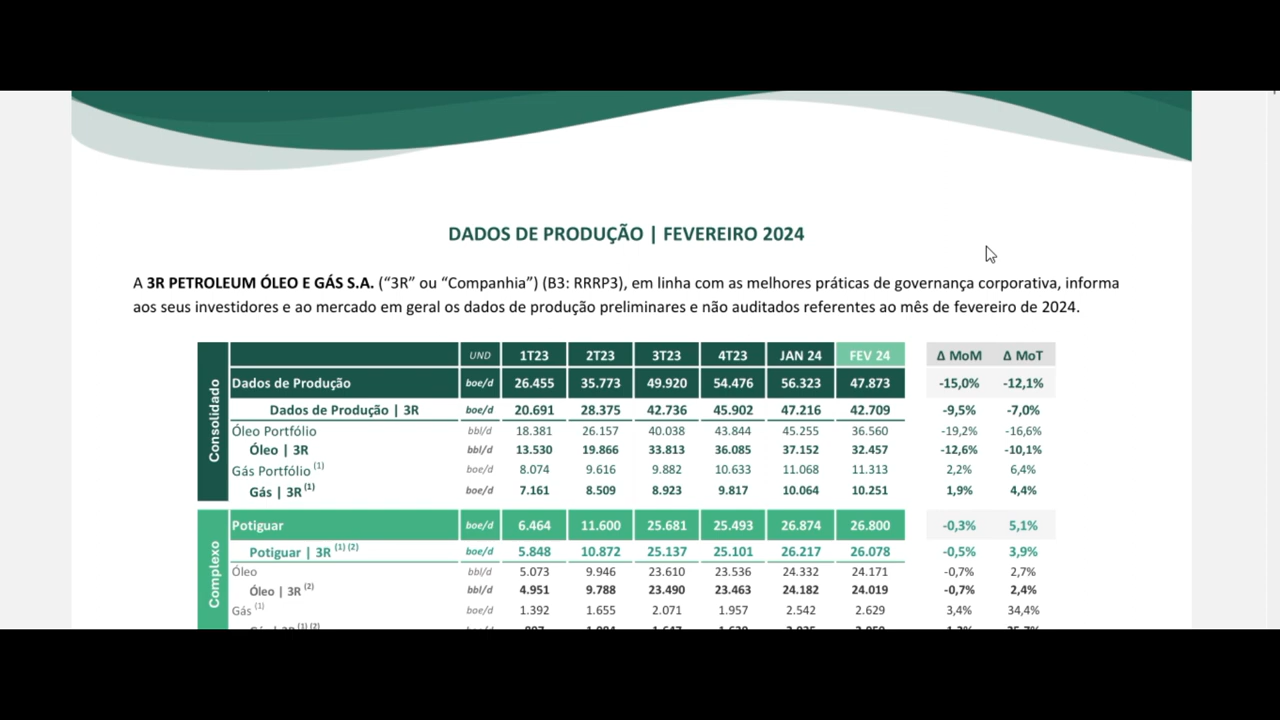 DADOS DE PRODUÇÃO | FEVEREIRO 2024
A 3R PETROLEUM ÓLEO E GÁS S.A. (“3R” ou “Companhia”) (B3: RRRP3), em linha com as melhores práticas de governança corporativa, informa
aos seus investidores e ao mercado em geral os dados de produção preliminares e não auditados referentes ao mês de fevereiro de 2024.
UND 1T23 2T23 3T23 4T23 JAN 24 FEV 24 Δ MoM Δ MoT
Consolidado
Dados de Produção boe/d 26.455 35.773 49.920 54.476 56.323 47.873 -15,0% -12,1%
Dados de Produção | 3R boe/d 20.691 28.375 42.736 45.902 47.216 42.709 -9,5% -7,0%
Óleo Portfólio bbl/d 18.381 26.157 40.038 43.844 45.255 36.560 -19,2% -16,6%
Óleo | 3R bbl/d 13.530 19.866 33.813 36.085 37.152 32.457 -12,6% -10,1%
Gás Portfólio (1) boe/d 8.074 9.616 9.882 10.633 11.068 11.313 2,2% 6,4%
Gás | 3R (1) boe/d 7.161 8.509 8.923 9.817 10.064 10.251 1,9% 4,4%
Complexo
Potiguar boe/d 6.464 11.600 25.681 25.493 26.874 26.800 -0,3% 5,1%
Potiguar | 3R (1) (2) boe/d 5.848 10.872 25.137 25.101 26.217 26.078 -0,5% 3,9%
Óleo bbl/d 5.073 9.946 23.610 23.536 24.332 24.171 -0,7% 2,7%
Óleo | 3R (2) bbl/d 4.951 9.788 23.490 23.463 24.182 24.019 -0,7% 2,4%
Gás (1) boe/d 1.392 1.655 2.071 1.957 2.542 2.629 3,4% 34,4%